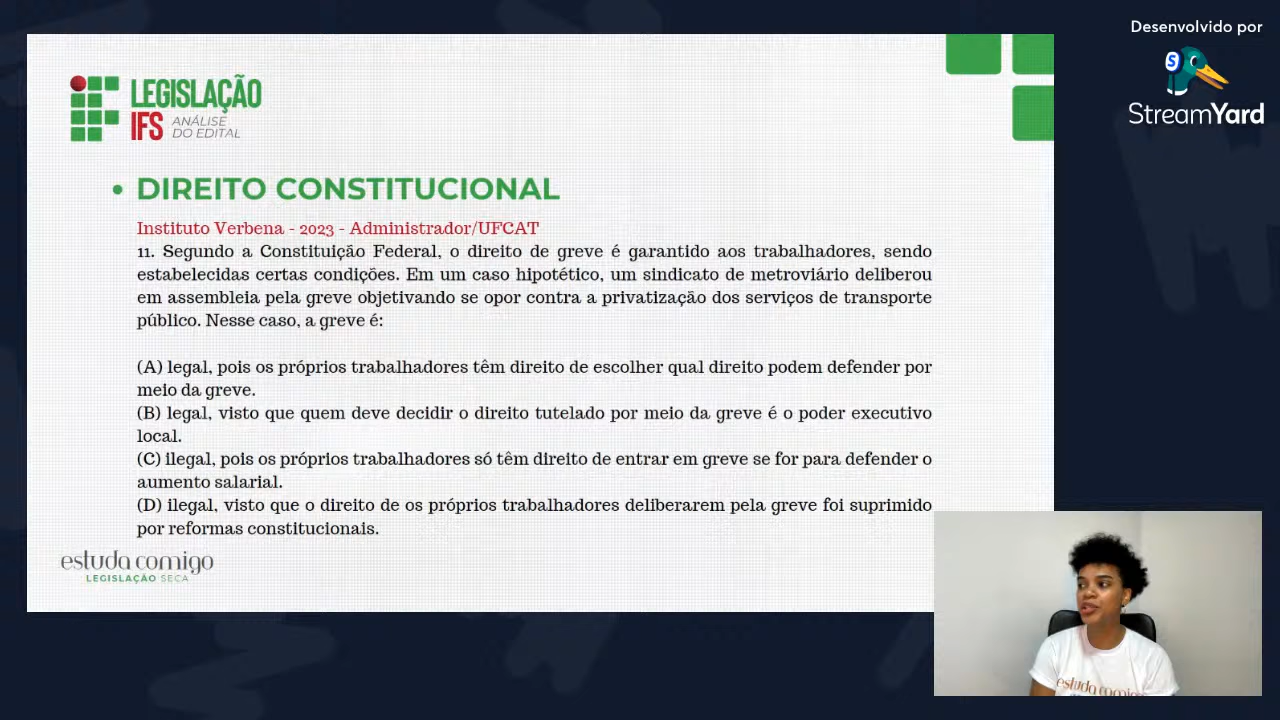 Desenvolvido por
S
StreamYard
LEGISLAÇÃO
IFS ANÁLISE
DO EDITAL
• DIREITO CONSTITUCIONAL
Instituto Verbena - 2023 - Administrador/UFCAT
11. Segundo a Constituição Federal, o direito de greve é garantido aos trabalhadores, sendo
estabelecidas certas condições. Em um caso hipotético, um sindicato de metroviário deliberou
em assembleia pela greve objetivando se opor contra a privatização dos serviços de transporte
público. Nesse caso, a greve é:
(A) legal, pois os próprios trabalhadores têm direito de escolher qual direito podem defender por
meio da greve.
(B) legal, visto que quem deve decidir o direito tutelado por meio da greve é o poder executivo
local.
(C) ilegal, pois os próprios trabalhadores só têm direito de entrar em greve se for para defender o
aumento salarial.
(D) ilegal, visto que o direito de os próprios trabalhadores deliberarem pela greve foi suprimido
por reformas constitucionais.
estuda comigo
LEGISLAÇÃO SECA
estuda comigo